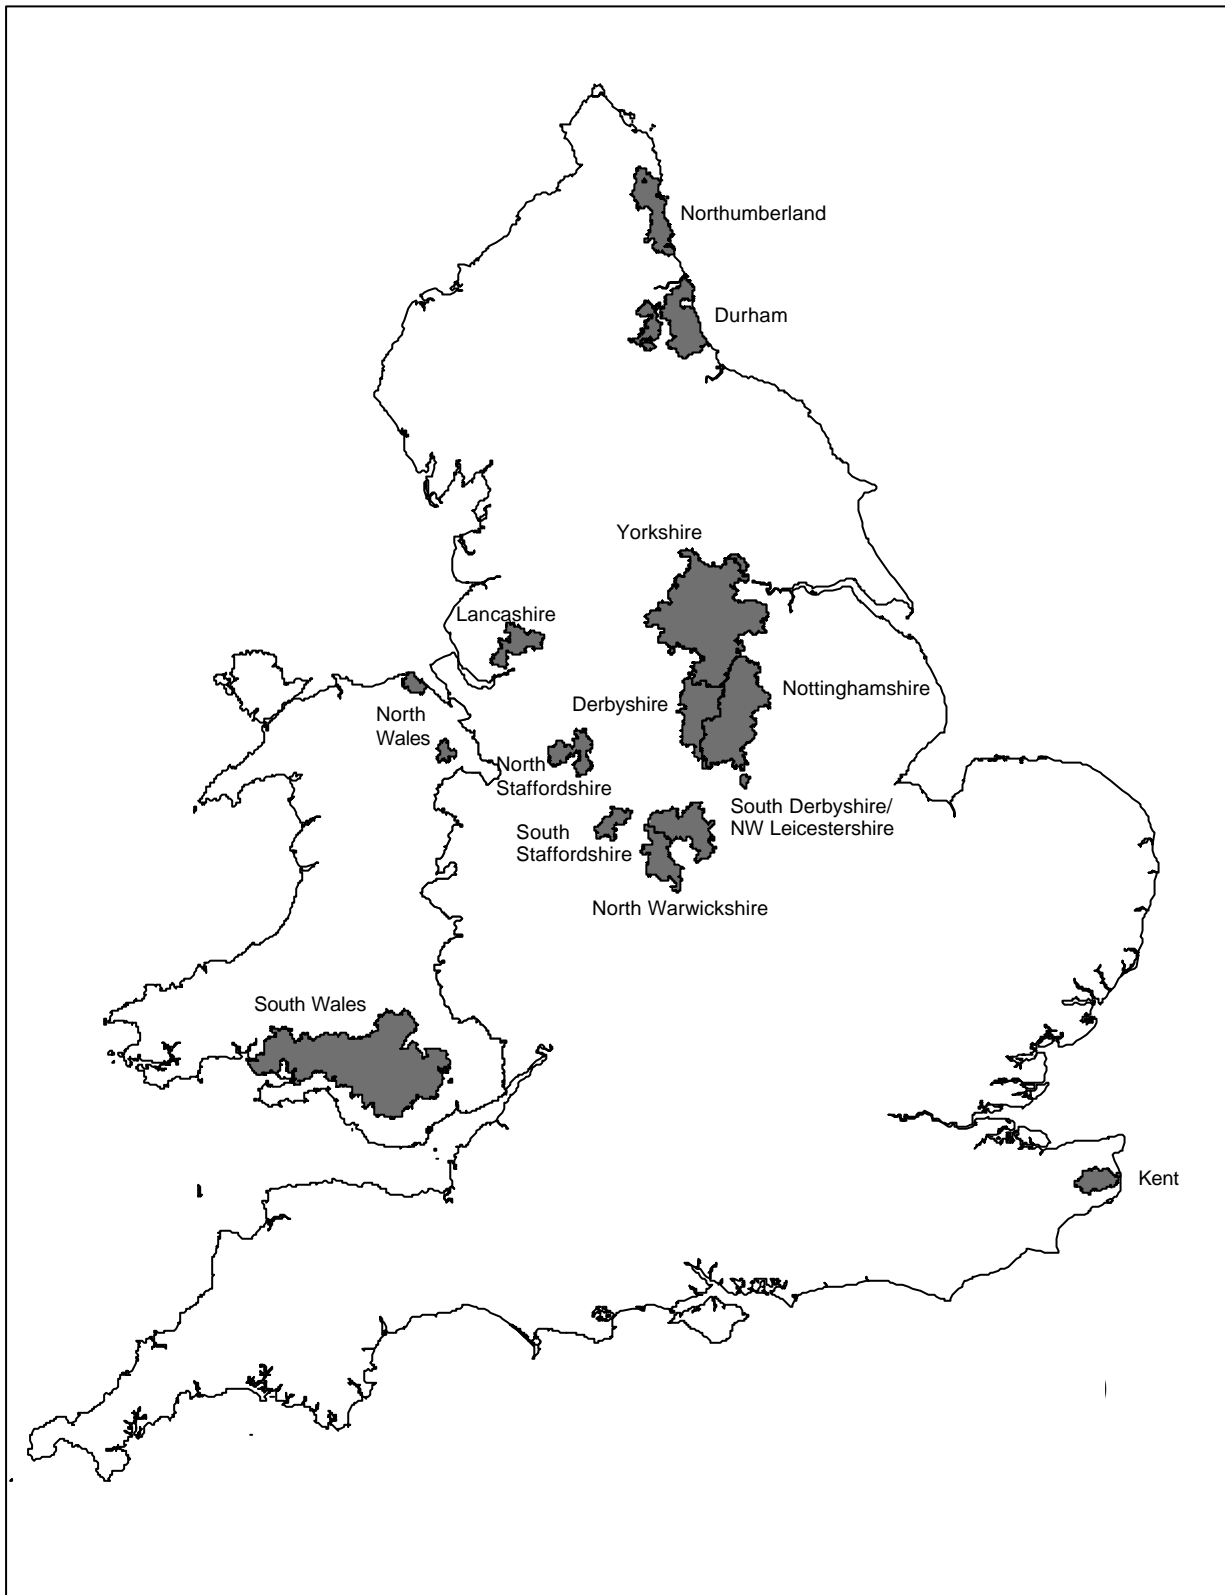 Northumberland
Durham
Yorkshire
Lancashire
Nottinghamshire
Derbyshire
North
Wales
North
Staffordshire
South Derbyshire/
NW Leicestershire
South
Staffordshire
North Warwickshire
South Wales
Kent